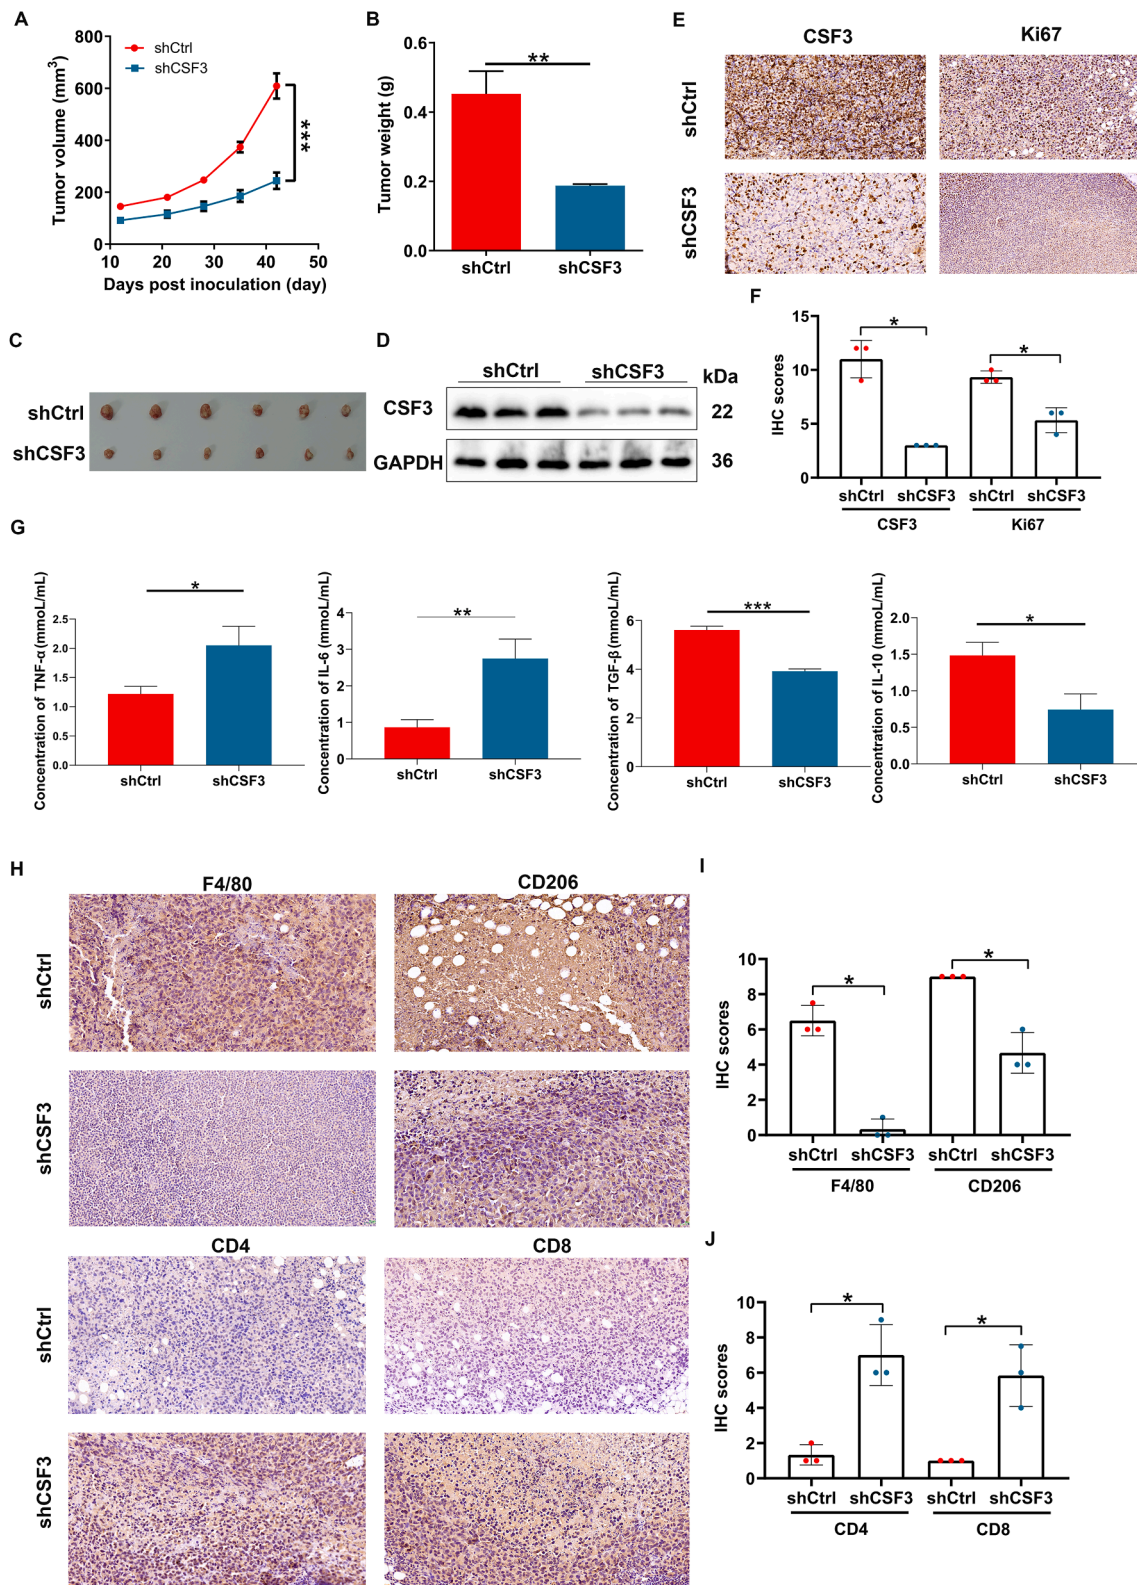 A
Tumor volume (mm³)
800
600
400
200
0
10 20 30 40 50
Days post inoculation (day)
shCtrl
shCSF3
***
B
Tumor weight (g)
0.6
0.4
0.2
0.0
**
shCtrl shCSF3
E
CSF3 Ki67
shCtrl
shCSF3
C
shCtrl
shCSF3
D
shCtrl shCSF3 kDa
CSF3 22
GAPDH 36
F
IHC scores
15
10
5
0
* *
shCtrl shCSF3 shCtrl shCSF3
CSF3 Ki67
G
Concentration of TNF-α (mmoL/mL)
2.5
2.0
1.5
1.0
0.5
0.0
*
shCtrl shCSF3
Concentration of IL-6 (mmoL/mL)
4
3
2
1
0
**
shCtrl shCSF3
Concentration of TGF-β (mmoL/mL)
6
4
2
0
***
shCtrl shCSF3
Concentration of IL-10 (mmoL/mL)
2.0
1.5
1.0
0.5
0.0
*
shCtrl shCSF3
H
F4/80 CD206
shCtrl
shCSF3
CD4 CD8
shCtrl
shCSF3
I
IHC scores
10
8
6
4
2
0
* *
shCtrl shCSF3 shCtrl shCSF3
F4/80 CD206
J
IHC scores
10
8
6
4
2
0
* *
shCtrl shCSF3 shCtrl shCSF3
CD4 CD8